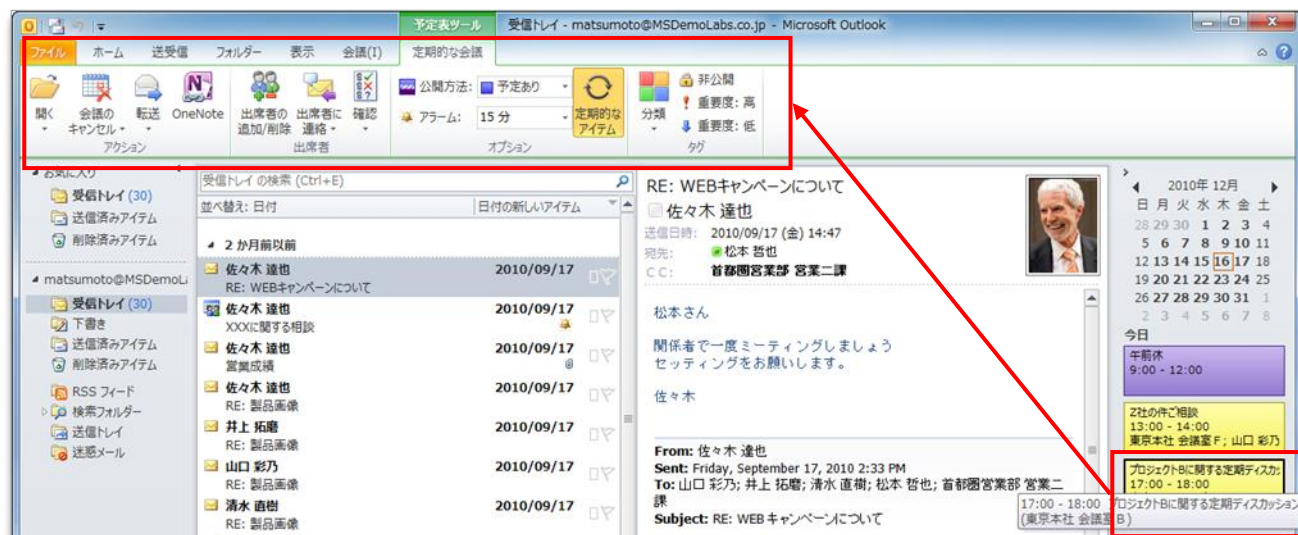 予定表ツール 受信トレイ - matsumoto@MSDemoLabs.co.jp - Microsoft Outlook
ファイル ホーム 送受信 フォルダー 表示 会議(I) 定期的な会議
開く 会議のキャンセル 転送 OneNote
アクション
出席者の追加/削除 出席者に連絡 確認
出席者
公開方法: 予定あり
アラーム: 15 分
定期的なアイテム
オプション
分類
非公開
重要度: 高
重要度: 低
タグ
お気に入り
受信トレイ (30)
送信済みアイテム
削除済みアイテム
matsumoto@MSDemoL
受信トレイ (30)
下書き
送信済みアイテム
削除済みアイテム
RSS フィード
検索フォルダー
送信トレイ
迷惑メール
受信トレイ の検索 (Ctrl+E)
並べ替え: 日付 日付の新しいアイテム
2 か月前以前
佐々木 達也 2010/09/17
RE: WEBキャンペーンについて
佐々木 達也 2010/09/17
XXXに関する相談
佐々木 達也 2010/09/17
営業成績
佐々木 達也 2010/09/17
RE: 製品画像
井上 拓磨 2010/09/17
RE: 製品画像
山口 彩乃 2010/09/17
RE: 製品画像
清水 直樹 2010/09/17
RE: 製品画像
RE: WEBキャンペーンについて
佐々木 達也
送信日時: 2010/09/17 (金) 14:47
宛先: 松本 哲也
CC: 首都圏営業部 営業二課
松本さん
関係者で一度ミーティングしましょう
セッティングをお願いします。
佐々木
From: 佐々木 達也
Sent: Friday, September 17, 2010 2:33 PM
To: 山口 彩乃; 井上 拓磨; 清水 直樹; 松本 哲也; 首都圏営業部 営業二
課
Subject: RE: WEB キャンペーンについて
2010年 12月
日 月 火 水 木 金 土
28 29 30 1 2 3 4
5 6 7 8 9 10 11
12 13 14 15 16 17 18
19 20 21 22 23 24 25
26 27 28 29 30 31 1
2 3 4 5 6 7 8
今日
午前休
9:00 - 12:00
Z社の件ご相談
13:00 - 14:00
東京本社 会議室 F ; 山口 彩乃
プロジェクトBに関する定期ディスカッ
17:00 - 18:00
17:00 - 18:00 プロジェクトBに関する定期ディスカッション
(東京本社 会議室 B )